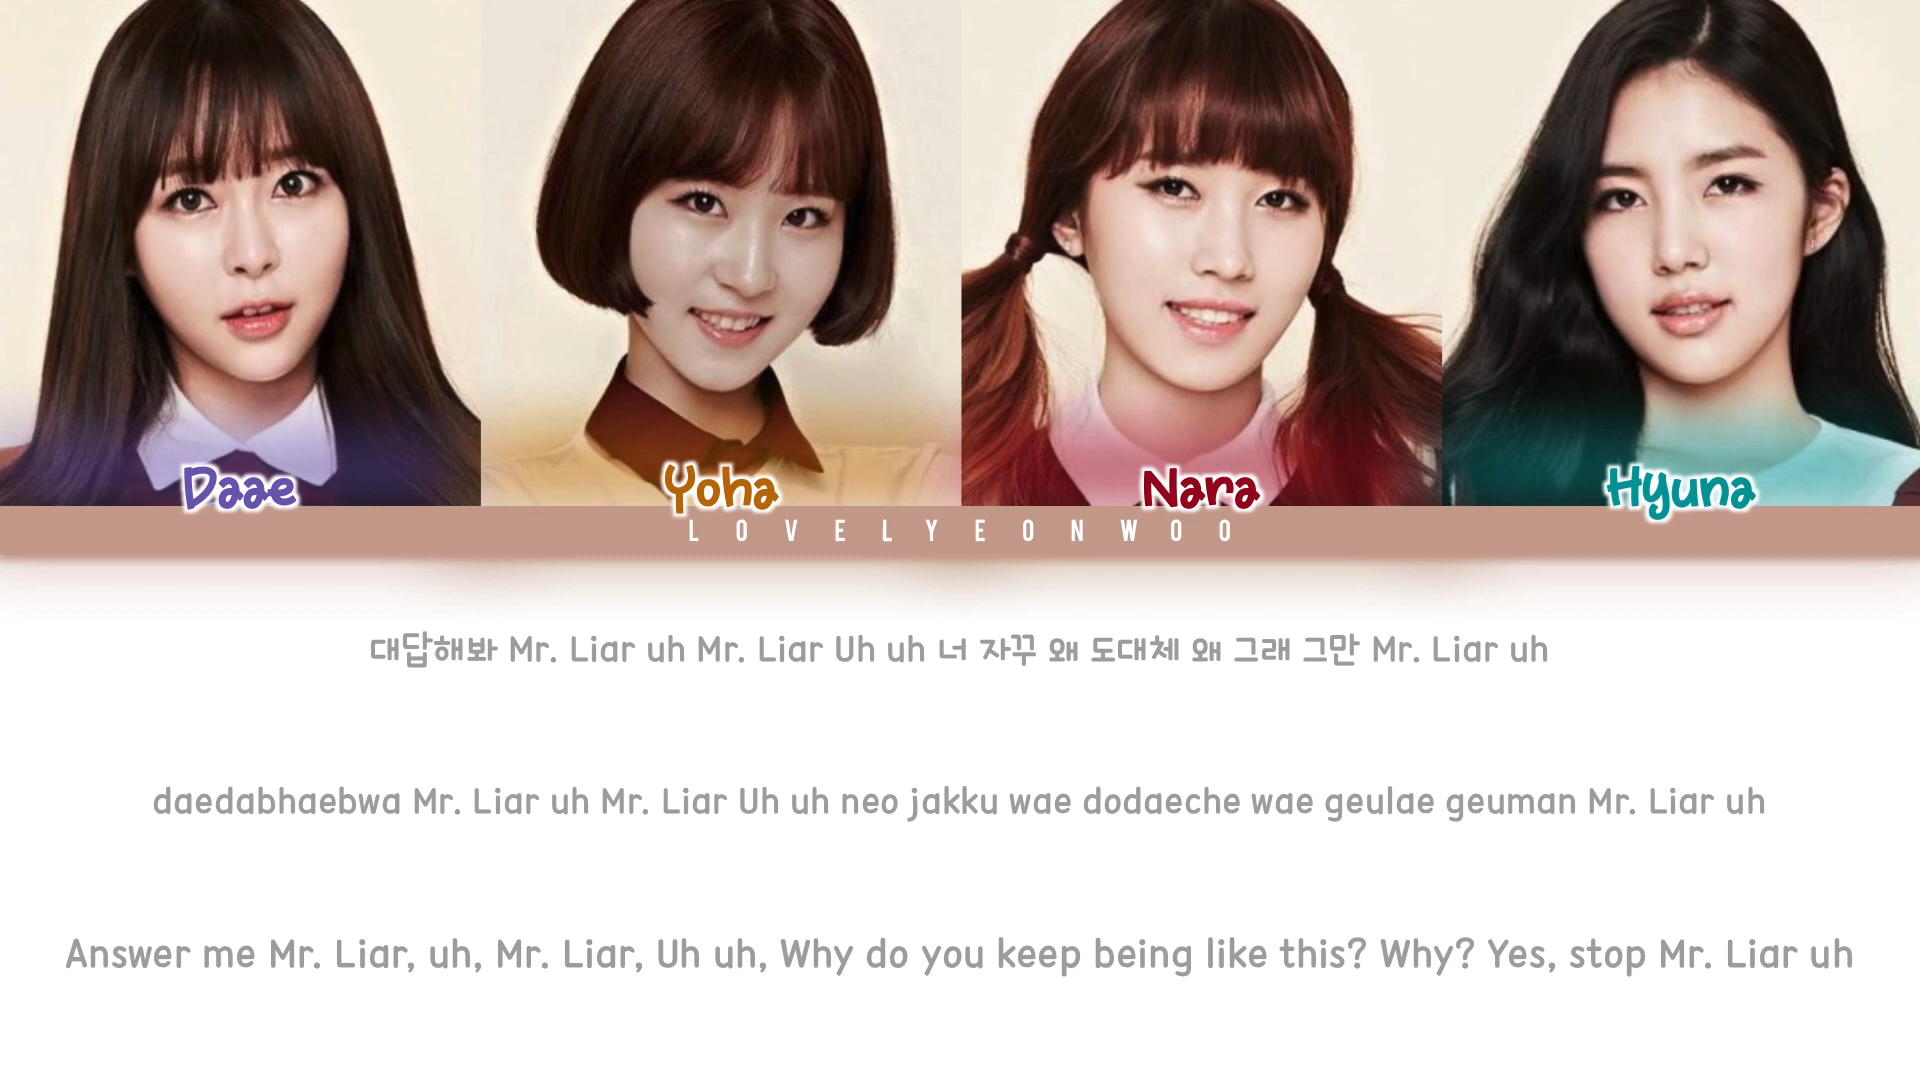 Daae
Yoha
Nara
Hyuna
LOVELYEONWOO
대답해봐 Mr. Liar uh Mr. Liar Uh uh 너 자꾸 왜 도대체 왜 그래 그만 Mr. Liar uh
daedabhaebwa Mr. Liar uh Mr. Liar Uh uh neo jakku wae dodaeche wae geulae geuman Mr. Liar uh
Answer me Mr. Liar, uh, Mr. Liar, Uh uh, Why do you keep being like this? Why? Yes, stop Mr. Liar uh